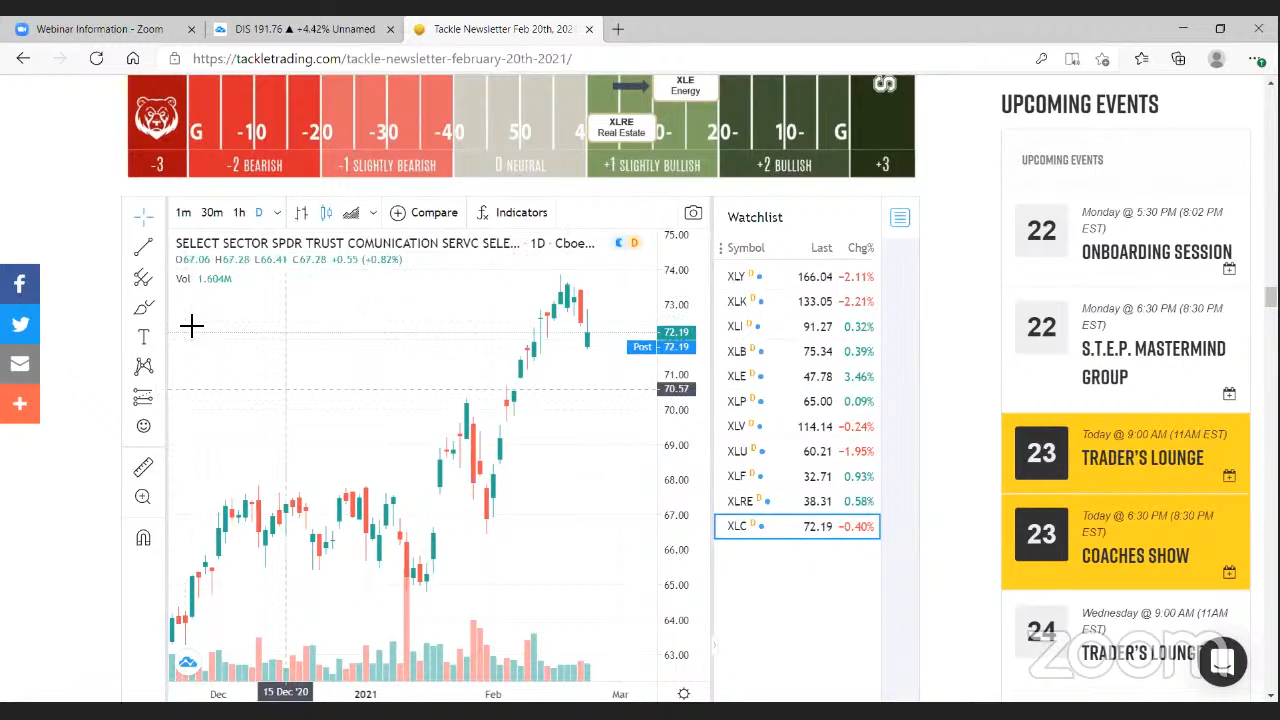 Webinar Information - Zoom
DIS 191.76 ▲ +4.42% Unnamed
Tackle Newsletter Feb 20th, 202
https://tackletrading.com/tackle-newsletter-february-20th-2021/
XLE
Energy
XLRE
Real Estate
G -10 -20 -30 -40 50 4 0- 20- 10- G
-3 -2 BEARISH -1 SLIGHTLY BEARISH 0 NEUTRAL +1 SLIGHTLY BULLISH +2 BULLISH +3
1m 30m 1h D Compare Indicators
SELECT SECTOR SPDR TRUST COMUNICATION SERVC SELE... · 1D · Cboe...
O67.06 H67.28 L66.41 C67.28 +0.55 (+0.82%)
Vol 1.604M
75.00
74.00
73.00
72.19
Post 72.19
71.00
70.57
70.00
69.00
68.00
67.00
66.00
65.00
64.00
63.00
Dec 15 Dec '20 2021 Feb Mar
Watchlist
Symbol Last Chg%
XLY D 166.04 −2.11%
XLK D 133.05 −2.21%
XLI D 91.27 0.32%
XLB D 75.34 0.39%
XLE D 47.78 3.46%
XLP D 65.00 0.09%
XLV D 114.14 −0.24%
XLU D 60.21 −1.95%
XLF D 32.71 0.93%
XLRE D 38.31 0.58%
XLC D 72.19 −0.40%
UPCOMING EVENTS
UPCOMING EVENTS
22
Monday @ 5:30 PM (8:02 PM
EST)
ONBOARDING SESSION
22
Monday @ 6:30 PM (8:30 PM
EST)
S.T.E.P. MASTERMIND
GROUP
23
Today @ 9:00 AM (11AM EST)
TRADER'S LOUNGE
23
Today @ 6:30 PM (8:30 PM
EST)
COACHES SHOW
24
Wednesday @ 9:00 AM (11AM
EST)
TRADER'S LOUNGE
zoom